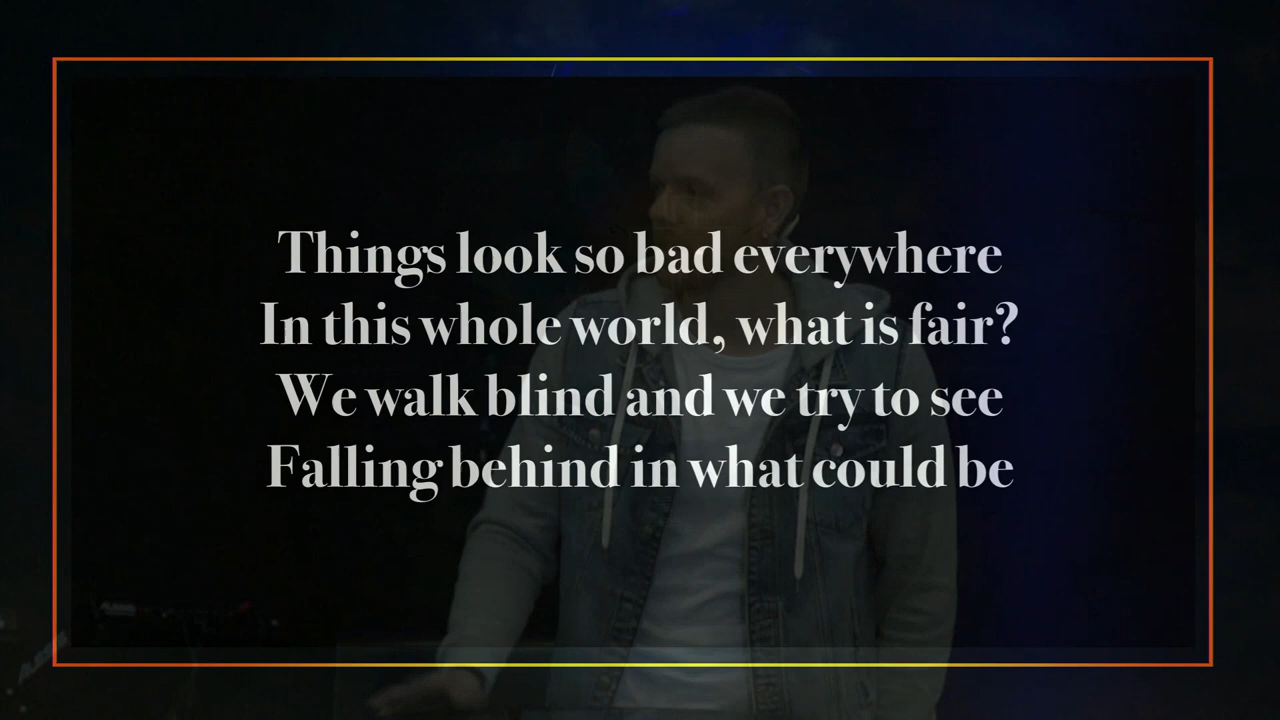 Things look so bad everywhere
In this whole world, what is fair?
We walk blind and we try to see
Falling behind in what could be